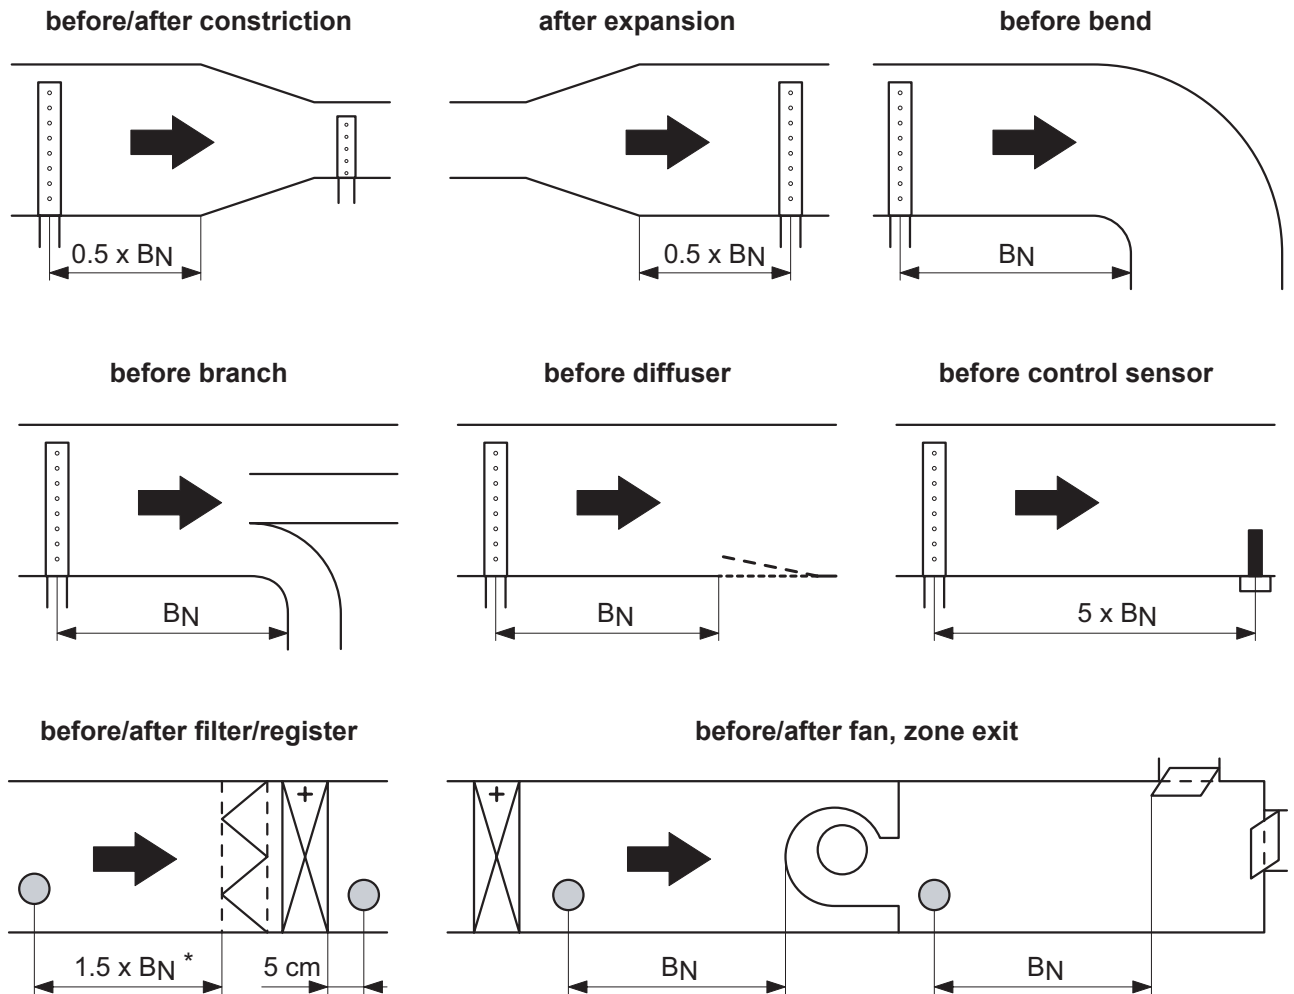 before/after constriction
after expansion
before bend
0.5 x BN
0.5 x BN
BN
before branch
before diffuser
before control sensor
BN
BN
5 x BN
before/after filter/register
before/after fan, zone exit
+
+
1.5 x BN *
5 cm
BN
BN